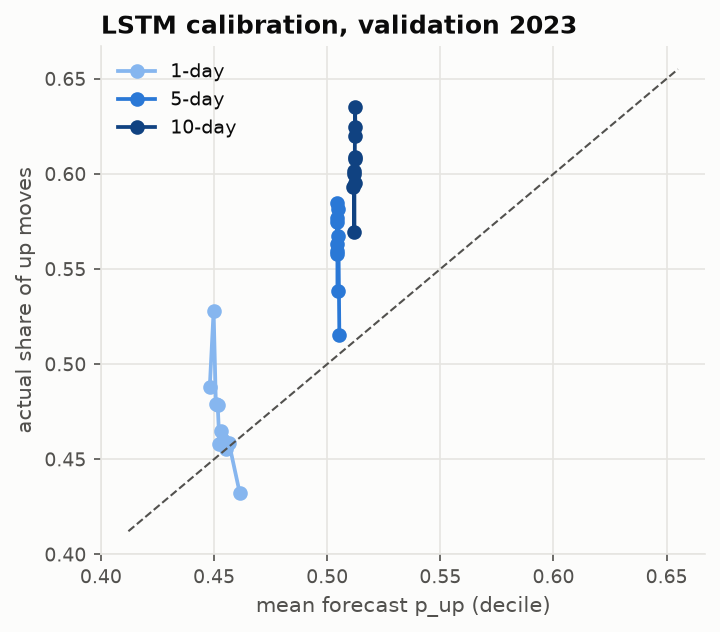 LSTM calibration, validation 2023
1-day
5-day
10-day
actual share of up moves
0.65
0.60
0.55
0.50
0.45
0.40
0.40 0.45 0.50 0.55 0.60 0.65
mean forecast p_up (decile)